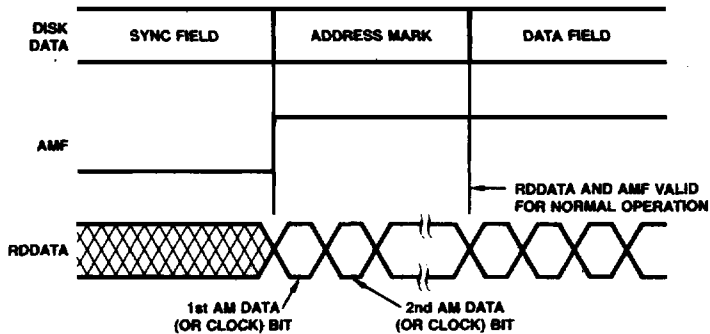 DISK
DATA
SYNC FIELD
ADDRESS MARK
DATA FIELD
AMF
RDDATA AND AMF VALID
FOR NORMAL OPERATION
RDDATA
1st AM DATA
(OR CLOCK) BIT
2nd AM DATA
(OR CLOCK) BIT